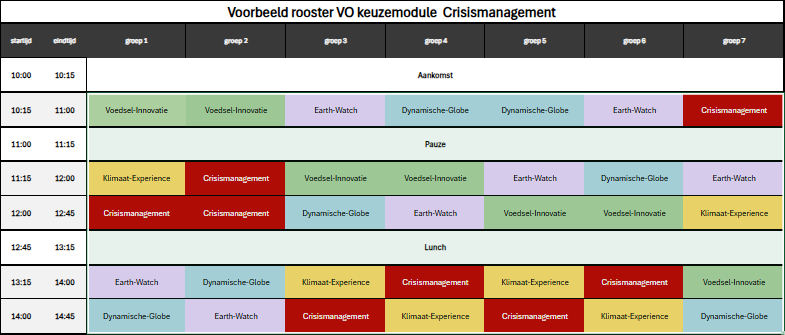 Voorbeeld rooster VO keuzemodule Crisismanagement
startijd eindtijd groep 1 groep 2 groep 3 groep 4 groep 5 groep 6 groep 7
10:00 10:15 Aankomst
10:15 11:00 Voedsel-Innovatie Voedsel-Innovatie Earth-Watch Dynamische-Globe Dynamische-Globe Earth-Watch Crisismanagement
11:00 11:15 Pauze
11:15 12:00 Klimaat-Experience Crisismanagement Voedsel-Innovatie Voedsel-Innovatie Earth-Watch Dynamische-Globe Earth-Watch
12:00 12:45 Crisismanagement Crisismanagement Dynamische-Globe Earth-Watch Voedsel-Innovatie Voedsel-Innovatie Klimaat-Experience
12:45 13:15 Lunch
13:15 14:00 Earth-Watch Dynamische-Globe Klimaat-Experience Crisismanagement Klimaat-Experience Crisismanagement Voedsel-Innovatie
14:00 14:45 Dynamische-Globe Earth-Watch Crisismanagement Klimaat-Experience Crisismanagement Klimaat-Experience Dynamische-Globe